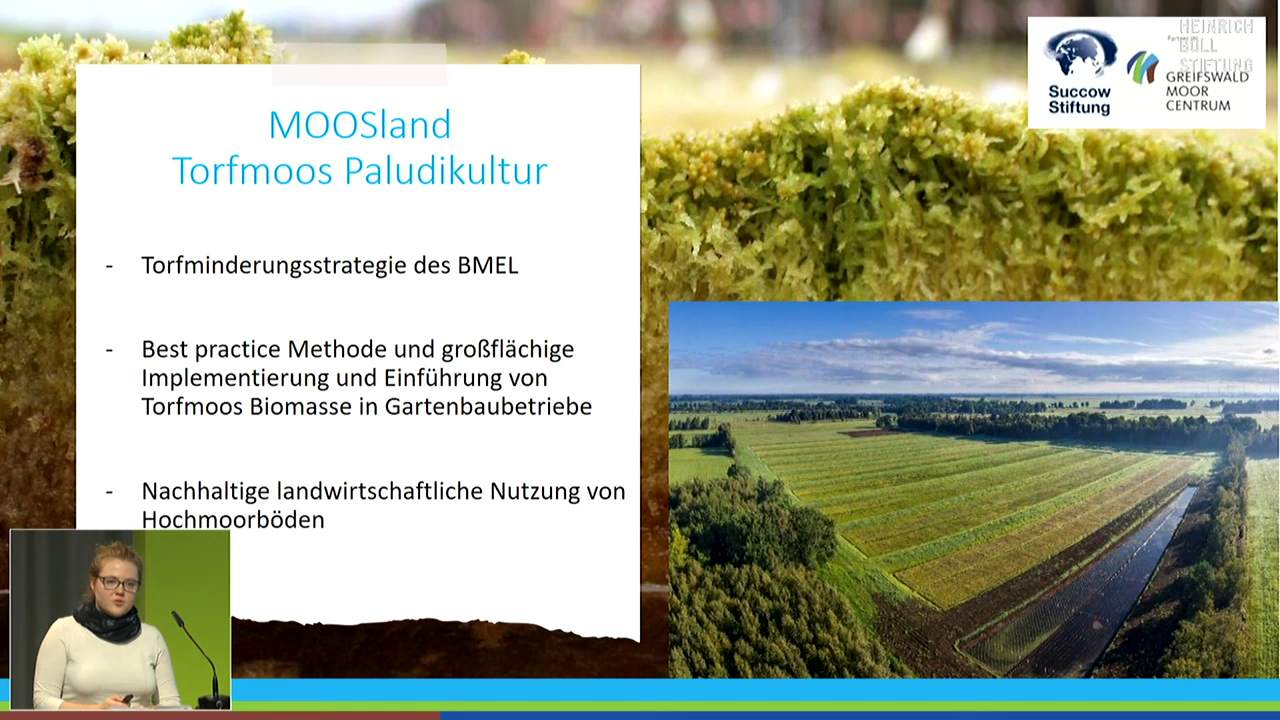 MOOSland
Torfmoos Paludikultur
- Torfminderungsstrategie des BMEL
- Best practice Methode und großflächige
Implementierung und Einführung von
Torfmoos Biomasse in Gartenbaubetriebe
- Nachhaltige landwirtschaftliche Nutzung von
Hochmoorböden
Succow
Stiftung
HEINRICH
BÖLL
STIFTUNG
GREIFSWALD
MOOR
CENTRUM